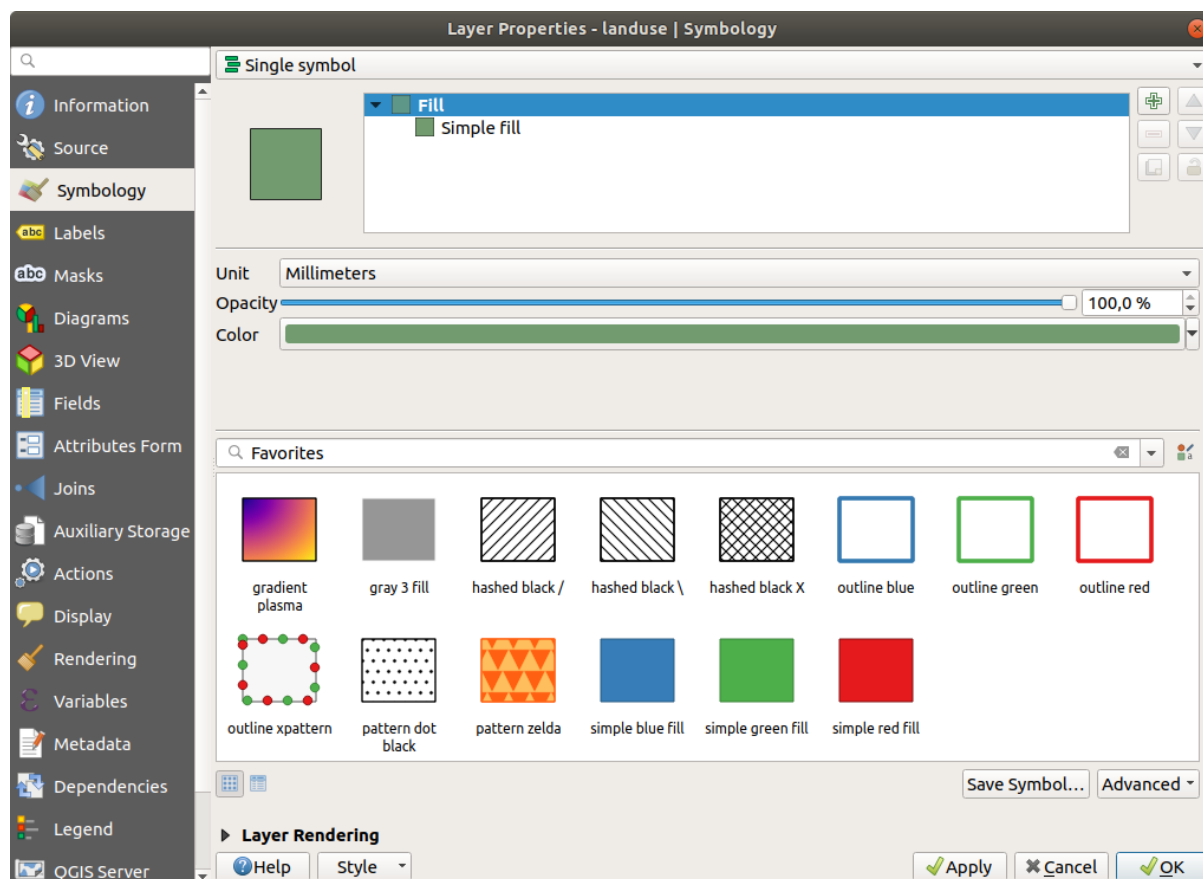 Layer Properties - landuse | Symbology
Single symbol
Information
Source
Symbology
Labels
Masks
Diagrams
3D View
Fields
Attributes Form
Joins
Auxiliary Storage
Actions
Display
Rendering
Variables
Metadata
Dependencies
Legend
QGIS Server
abc
abc
Fill
Simple fill
Unit
Millimeters
Opacity
100,0 %
Color
Favorites
gradient
plasma
gray 3 fill
hashed black /
hashed black \
hashed black X
outline blue
outline green
outline red
outline xpattern
pattern dot
black
pattern zelda
simple blue fill
simple green fill
simple red fill
Save Symbol...
Advanced
Layer Rendering
Help
Style
Apply
Cancel
OK